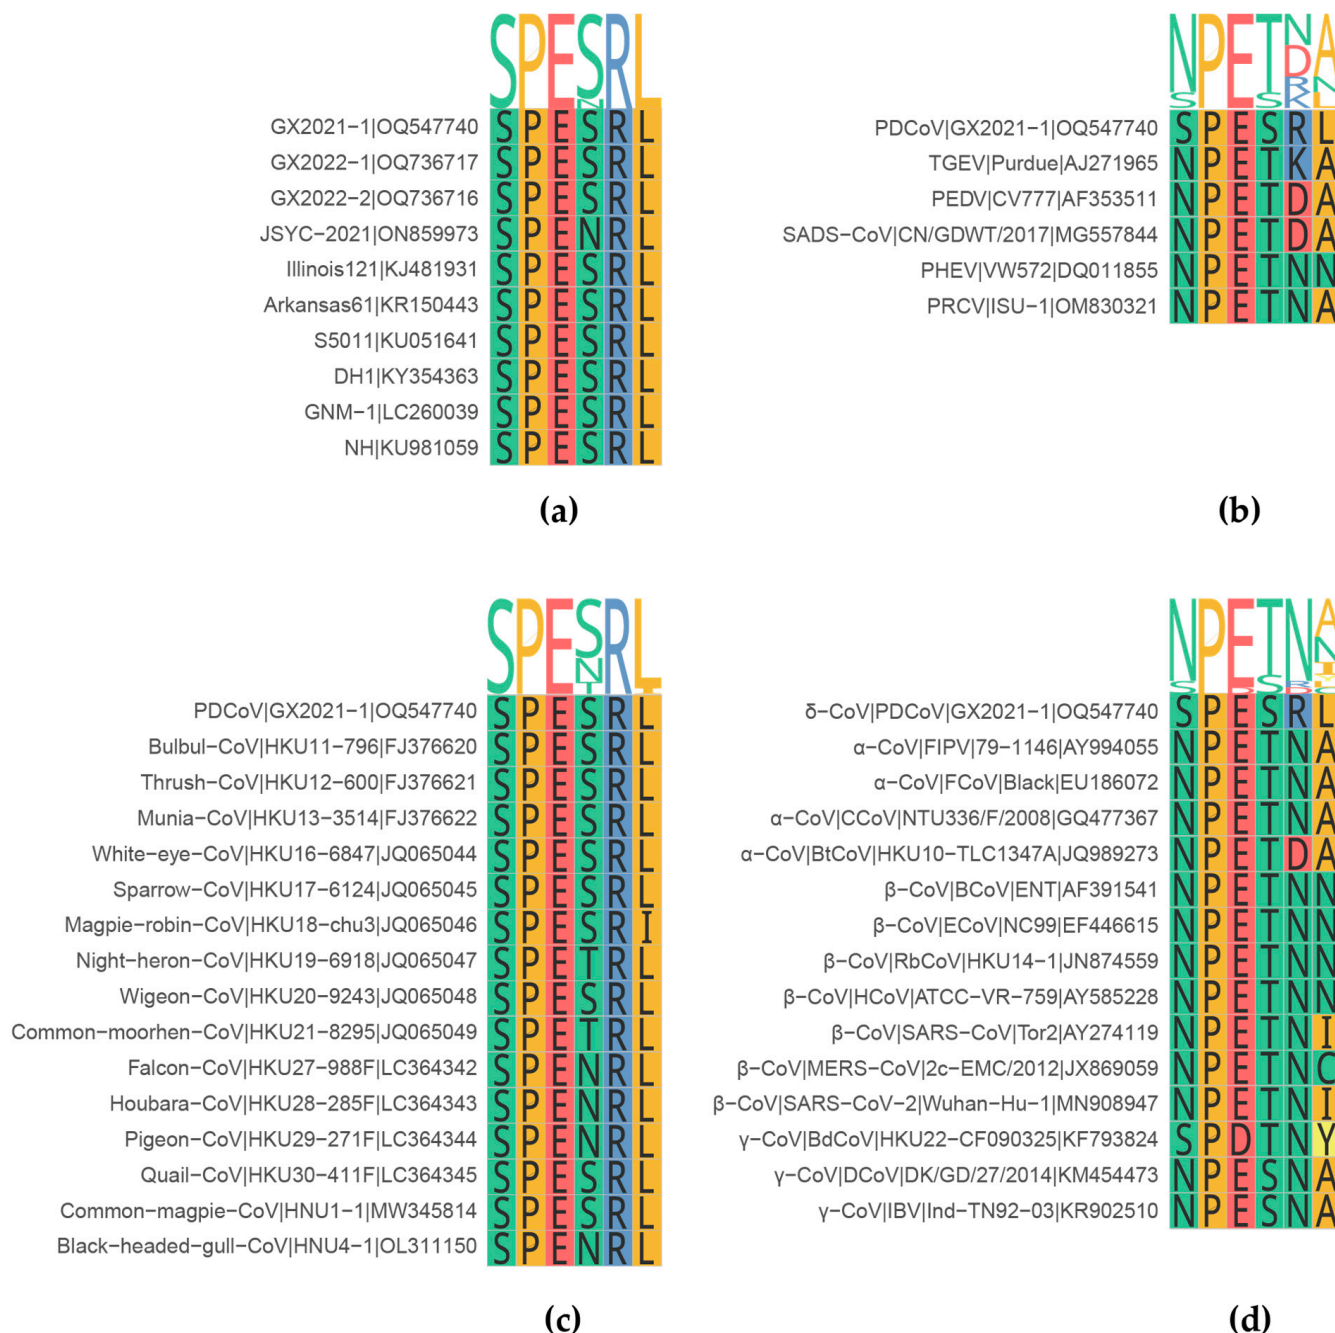 SPESNRL
GX2021−1|OQ547740 SPESRL
GX2022−1|OQ736717 SPESRL
GX2022−2|OQ736716 SPESRL
JSYC−2021|ON859973 SPENRL
Illinois121|KJ481931 SPESRL
Arkansas61|KR150443 SPESRL
S5011|KU051641 SPESRL
DH1|KY354363 SPESRL
GNM−1|LC260039 SPESRL
NH|KU981059 SPESRL
(a)
NSPETSNDRKANL
PDCoV|GX2021−1|OQ547740 SPESRL
TGEV|Purdue|AJ271965 NPETKA
PEDV|CV777|AF353511 NPETDA
SADS−CoV|CN/GDWT/2017|MG557844 NPETDA
PHEV|VW572|DQ011855 NPETNN
PRCV|ISU−1|OM830321 NPETNA
(b)
SPESNTRLI
PDCoV|GX2021−1|OQ547740 SPESRL
Bulbul−CoV|HKU11−796|FJ376620 SPESRL
Thrush−CoV|HKU12−600|FJ376621 SPESRL
Munia−CoV|HKU13−3514|FJ376622 SPESRL
White−eye−CoV|HKU16−6847|JQ065044 SPESRL
Sparrow−CoV|HKU17−6124|JQ065045 SPESRL
Magpie−robin−CoV|HKU18−chu3|JQ065046 SPESRI
Night−heron−CoV|HKU19−6918|JQ065047 SPETRL
Wigeon−CoV|HKU20−9243|JQ065048 SPESRL
Common−moorhen−CoV|HKU21−8295|JQ065049 SPETRL
Falcon−CoV|HKU27−988F|LC364342 SPENRL
Houbara−CoV|HKU28−285F|LC364343 SPENRL
Pigeon−CoV|HKU29−271F|LC364344 SPENRL
Quail−CoV|HKU30−411F|LC364345 SPESRL
Common−magpie−CoV|HNU1−1|MW345814 SPESRL
Black−headed−gull−CoV|HNU4−1|OL311150 SPENRL
(c)
NSPEDTSNRDANI
δ−CoV|PDCoV|GX2021−1|OQ547740 SPESRL
α−CoV|FIPV|79−1146|AY994055 NPETNA
α−CoV|FCoV|Black|EU186072 NPETNA
α−CoV|CCoV|NTU336/F/2008|GQ477367 NPETNA
α−CoV|BtCoV|HKU10−TLC1347A|JQ989273 NPETDA
β−CoV|BCoV|ENT|AF391541 NPETNN
β−CoV|ECoV|NC99|EF446615 NPETNN
β−CoV|RbCoV|HKU14−1|JN874559 NPETNN
β−CoV|HCoV|ATCC−VR−759|AY585228 NPETNN
β−CoV|SARS−CoV|Tor2|AY274119 NPETNI
β−CoV|MERS−CoV|2c−EMC/2012|JX869059 NPETNC
β−CoV|SARS−CoV−2|Wuhan−Hu−1|MN908947 NPETNI
γ−CoV|BdCoV|HKU22−CF090325|KF793824 SPDTNY
γ−CoV|DCoV|DK/GD/27/2014|KM454473 NPESNA
γ−CoV|IBV|Ind−TN92−03|KR902510 NPESNA
(d)